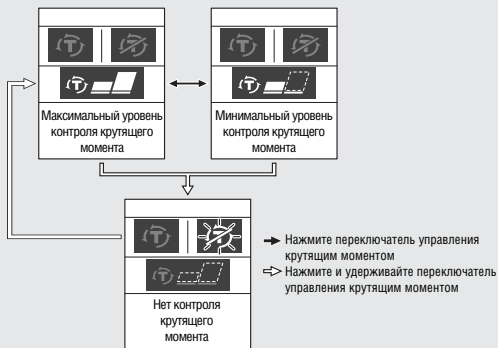 Максимальный уровень
контроля крутящего
момента
Минимальный уровень
контроля крутящего
момента
Нет контроля
крутящего
момента
Нажмите переключатель управления
крутящим моментом
Нажмите и удерживайте переключатель
управления крутящим моментом